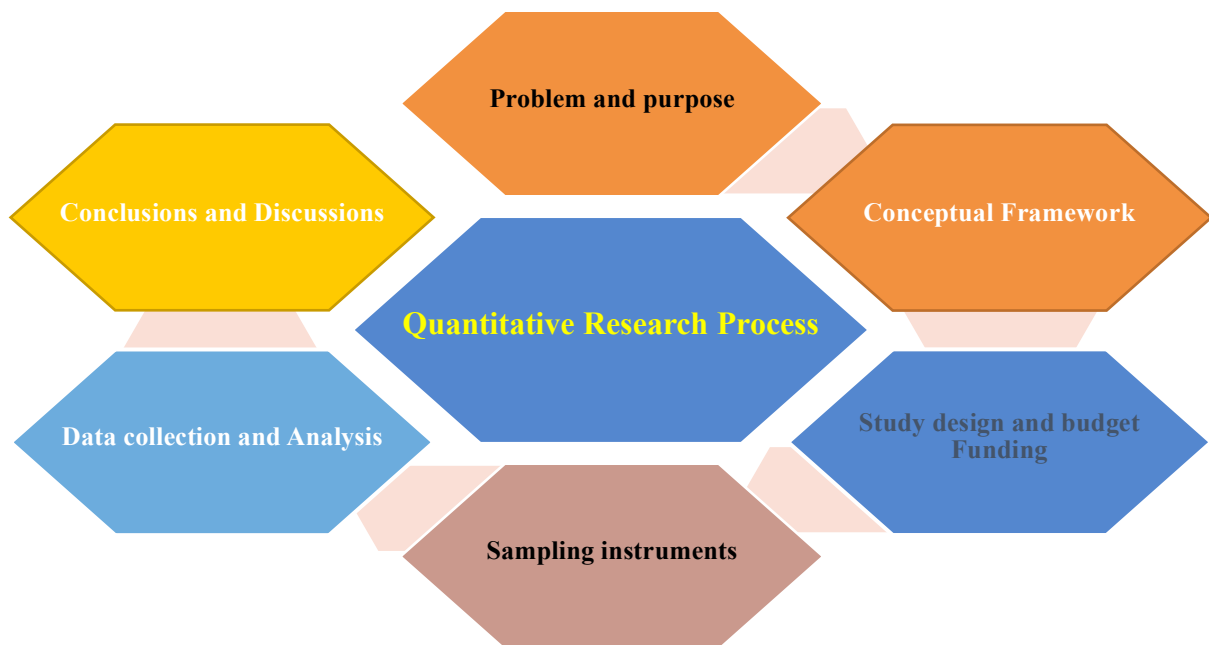 Problem and purpose
Conclusions and Discussions
Conceptual Framework
Quantitative Research Process
Data collection and Analysis
Study design and budget
Funding
Sampling instruments